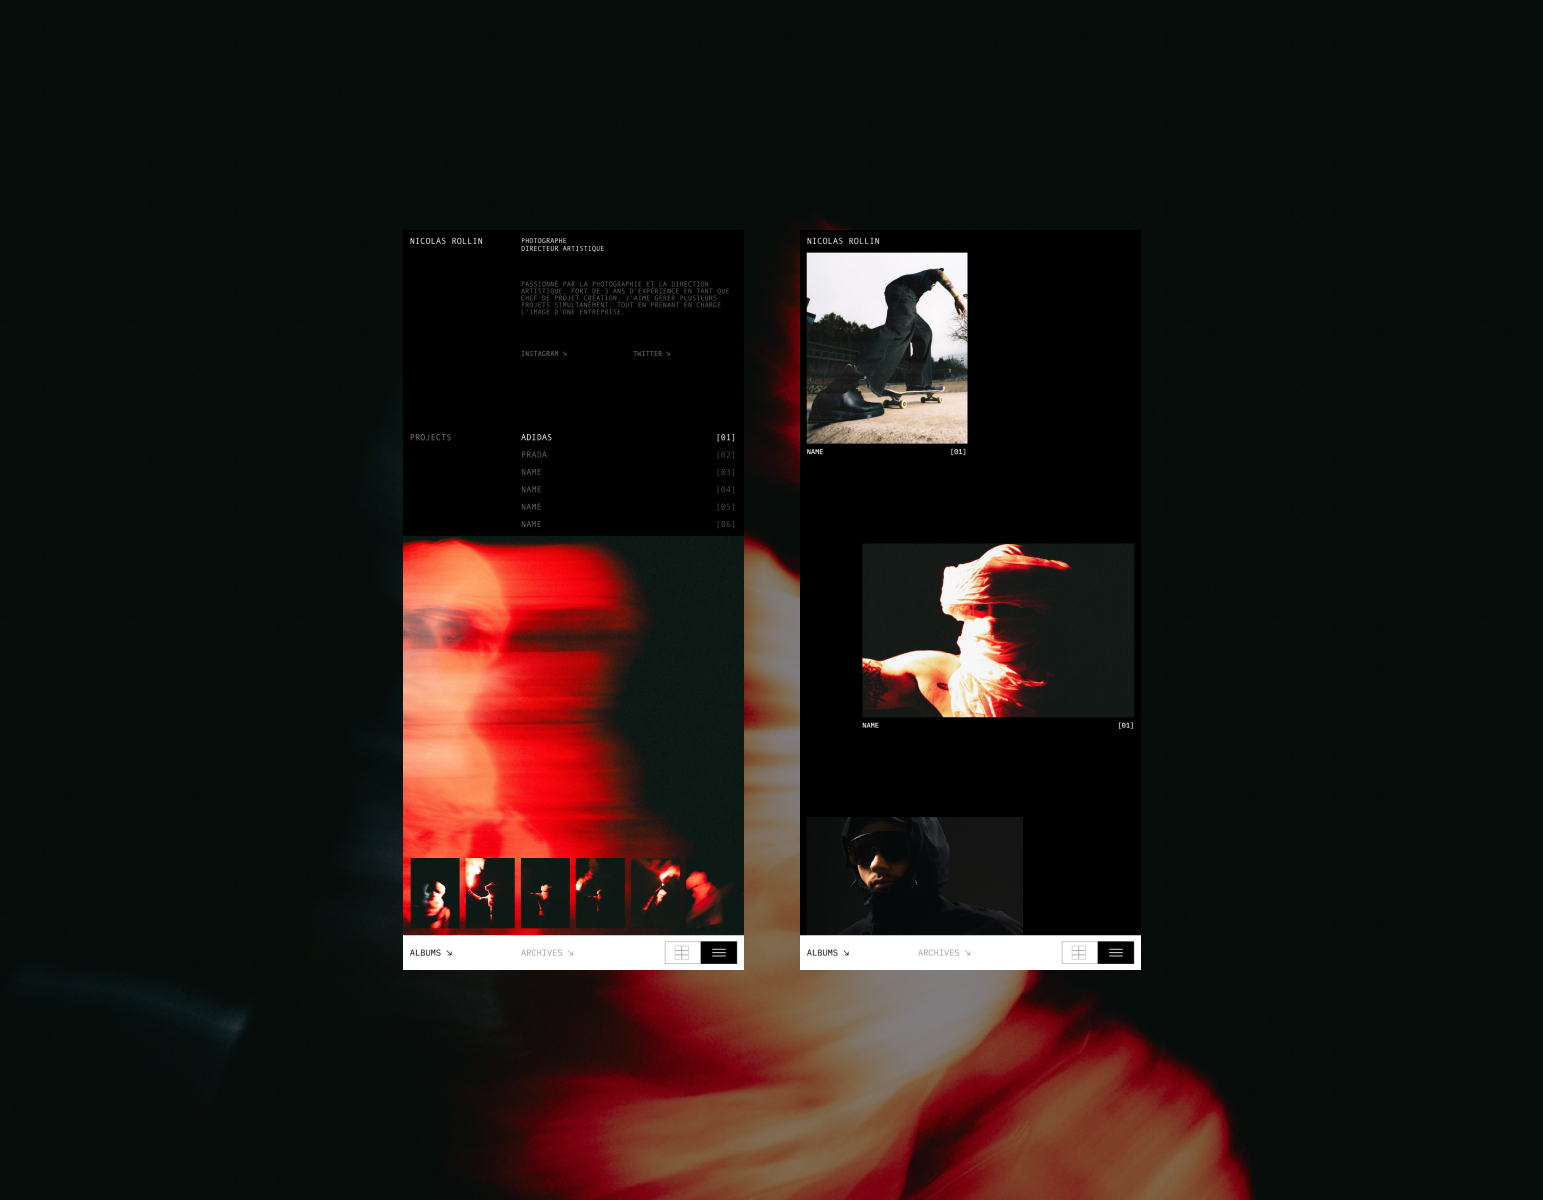 NICOLAS ROLLIN
PHOTOGRAPHE
DIRECTEUR ARTISTIQUE
PASSIONNÉ PAR LA PHOTOGRAPHIE ET LA DIRECTION
ARTISTIQUE, FORT DE 3 ANS D'EXPÉRIENCE EN TANT QUE
CHEF DE PROJET CRÉATION, J'AIME GÉRER PLUSIEURS
PROJETS SIMULTANÉMENT, TOUT EN PRENANT EN CHARGE
L'IMAGE D'UNE ENTREPRISE.
INSTAGRAM ↘ TWITTER ↘
PROJECTS ADIDAS [01]
PRADA [02]
NAME [03]
NAME [04]
NAME [05]
NAME [06]
ALBUMS ↘ ARCHIVES ↘
NICOLAS ROLLIN
NAME [01]
NAME [01]
ALBUMS ↘ ARCHIVES ↘